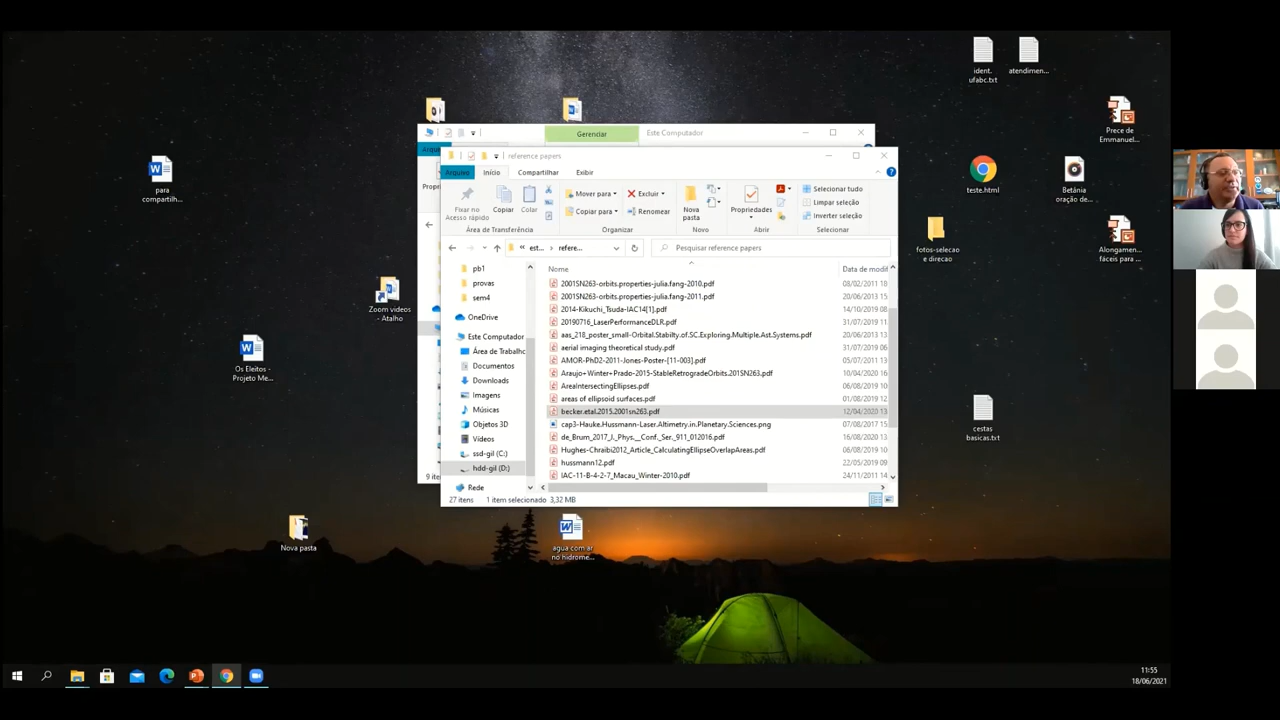 ident.
ufabc.txt
atendimen...
Prece de
Emmanuel...
teste.html
Betânia
oração de...
fotos-selecao
e direcao
Alongamen...
fáceis para ...
cestas
basicas.txt
para
compartilh...
Zoom videos
- Atalho
Os Eleitos -
Projeto Me...
Nova pasta
agua com ar
no hidrome...
Gerenciar
Este Computador
reference papers
Arquivo
Início
Compartilhar
Exibir
Fixar no
Acesso rápido
Copiar
Colar
Mover para
Copiar para
Excluir
Renomear
Nova
pasta
Propriedades
Selecionar tudo
Limpar seleção
Inverter seleção
Área de Transferência
Organizar
Novo
Abrir
Selecionar
est...
refere...
Pesquisar reference papers
Nome
Data de modif
pb1
provas
sem4
OneDrive
Este Computador
Área de Trabalho
Documentos
Downloads
Imagens
Músicas
Objetos 3D
Vídeos
ssd-gil (C:)
hdd-gil (D:)
Rede
2001SN263-orbits.properties-julia.fang-2010.pdf 08/02/2011 18
2001SN263-orbits.properties-julia.fang-2011.pdf 20/06/2013 13
2014-Kikuchi_Tsuda-IAC14[1].pdf 14/10/2019 08
20190716_LaserPerformanceDLR.pdf 31/07/2019 11
aas_218_poster_small-Orbital.Stabilty.of.SC.Exploring.Multiple.Ast.Systems.pdf 20/06/2013 13
aerial imaging theoretical study.pdf 31/07/2019 06
AMOR-PhD2-2011-Jones-Poster-[11-003].pdf 05/07/2011 13
Araujo+Winter+Prado-2015-StableRetrogradeOrbits.201SN263.pdf 10/04/2020 16
AreaIntersectingEllipses.pdf 06/08/2019 10
areas of ellipsoid surfaces.pdf 01/08/2019 09
becker.etal.2015.2001sn263.pdf 12/04/2020 13
cap3-Hauke.Hussmann-Laser.Altimetry.in.Planetary.Sciences.png 07/08/2017 15
de_Brum_2017_J._Phys.__Conf._Ser._911_012016.pdf 16/08/2020 13
Hughes-Chraibi2012_Article_CalculatingEllipseOverlapAreas.pdf 06/08/2019 10
hussmann12.pdf 22/05/2019 09
IAC-11-B-4-2-7_Macau_Winter-2010.pdf 24/11/2011 14
27 itens
1 item selecionado 3,32 MB
11:55
18/06/2021